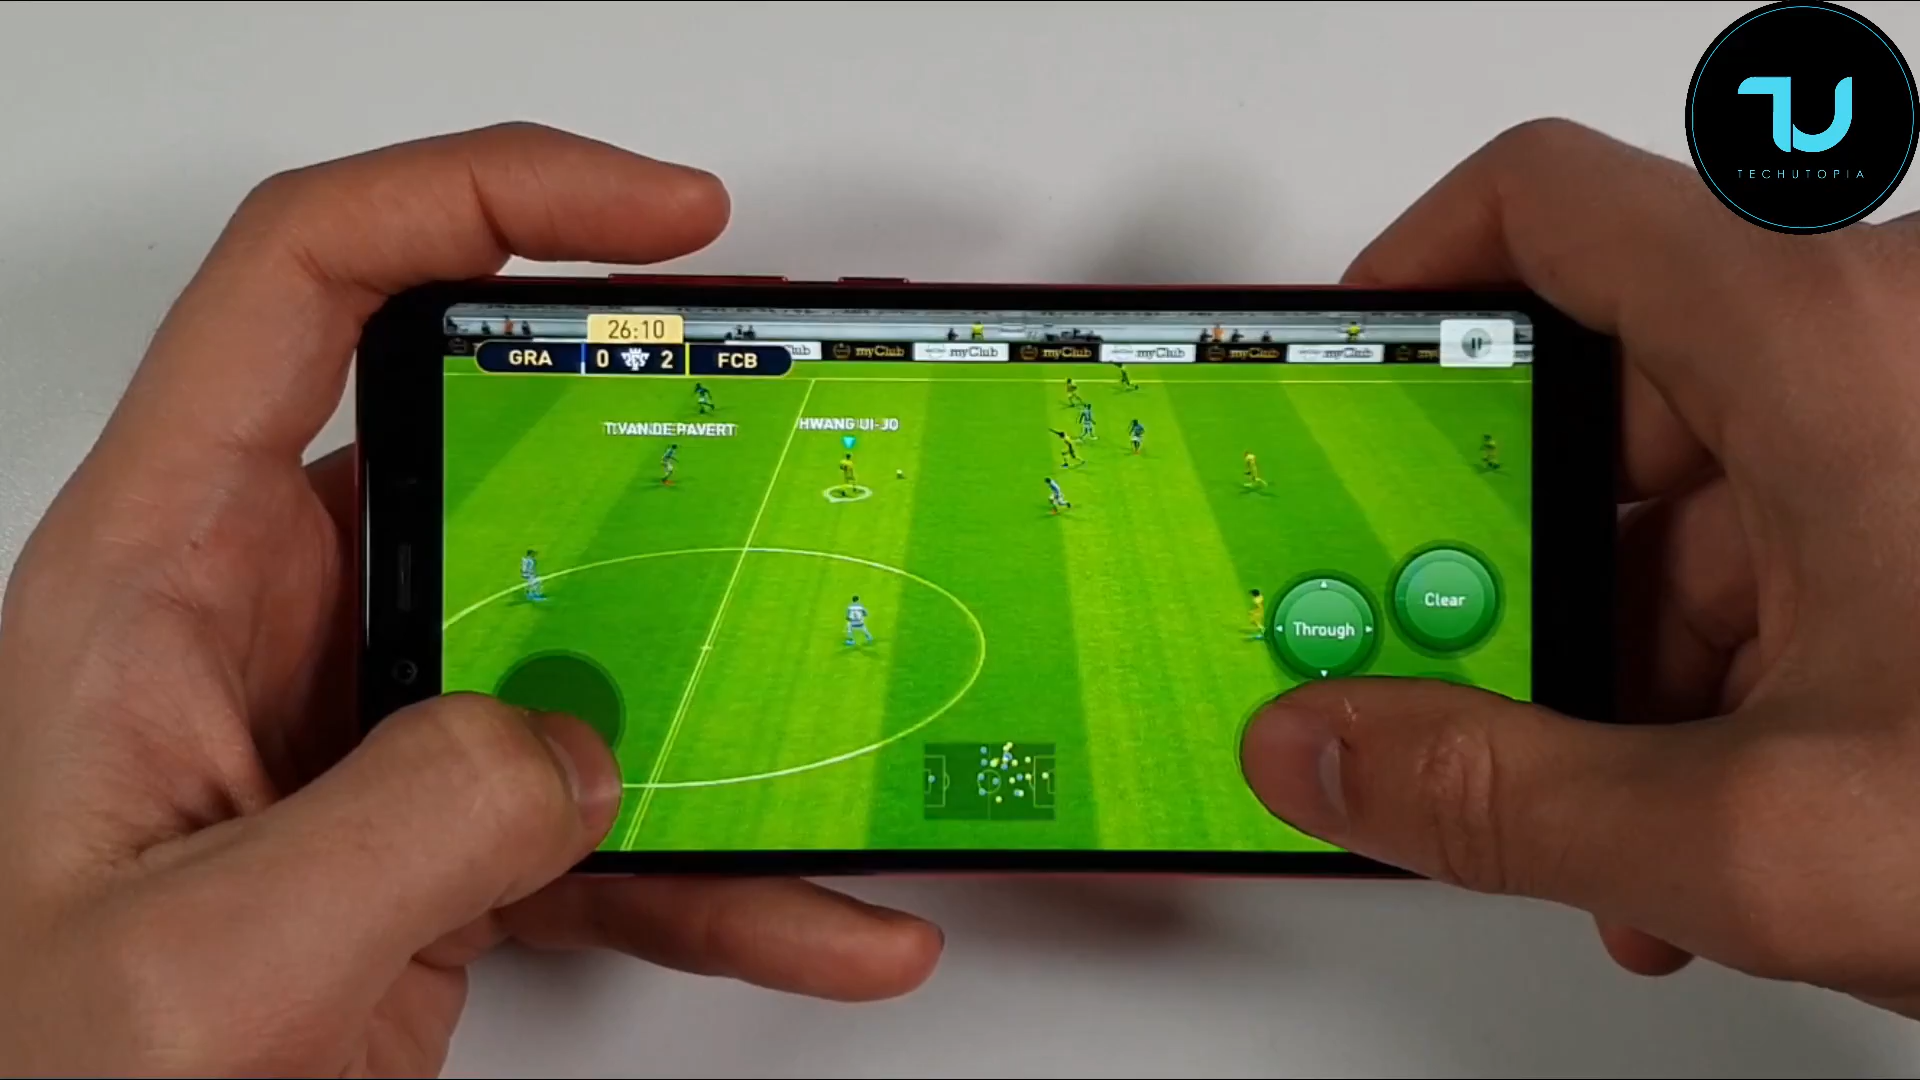 TECHUTOPIA
26:10
GRA 0 2 FCB
myClub myClub myClub myClub myClub myClub
HWANG UI-JO
T.VAN DE PAVERT
Clear
Through